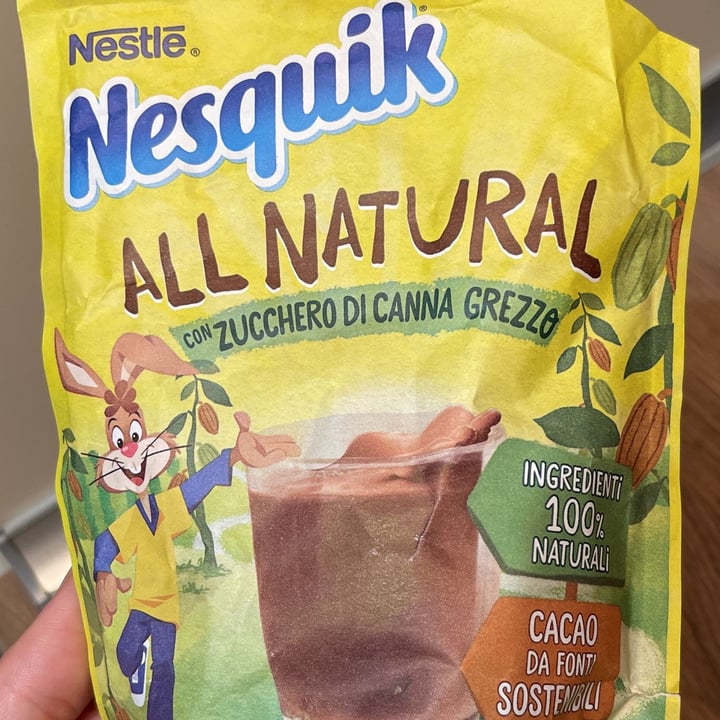 Nestlé®
Nesquik®
ALL NATURAL
CON ZUCCHERO DI CANNA GREZZO
INGREDIENTI
100%
NATURALI
CACAO
DA FONTI
SOSTENIBILI